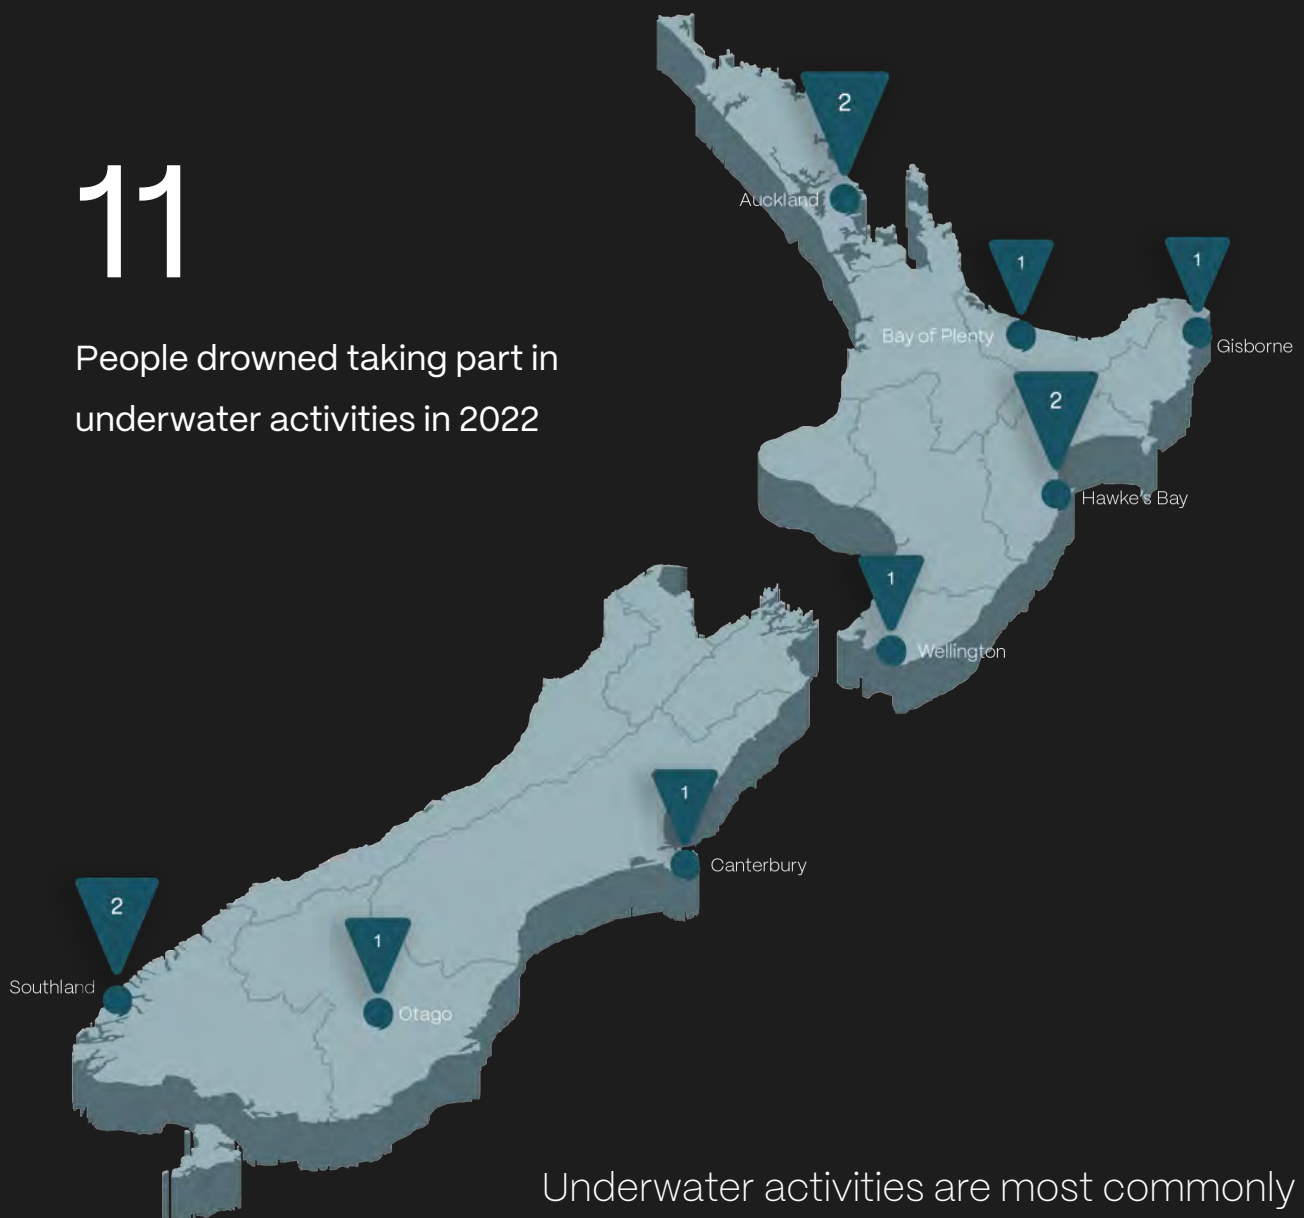 2
11
Auckland
1
1
People drowned taking part in
Bay of Plenty
Gisborne
underwater activities in 2022
2
Hawke's Bay
1
Wellington
1
Canterbury
2
1
Southland
Otago
Underwater activities are most commonly